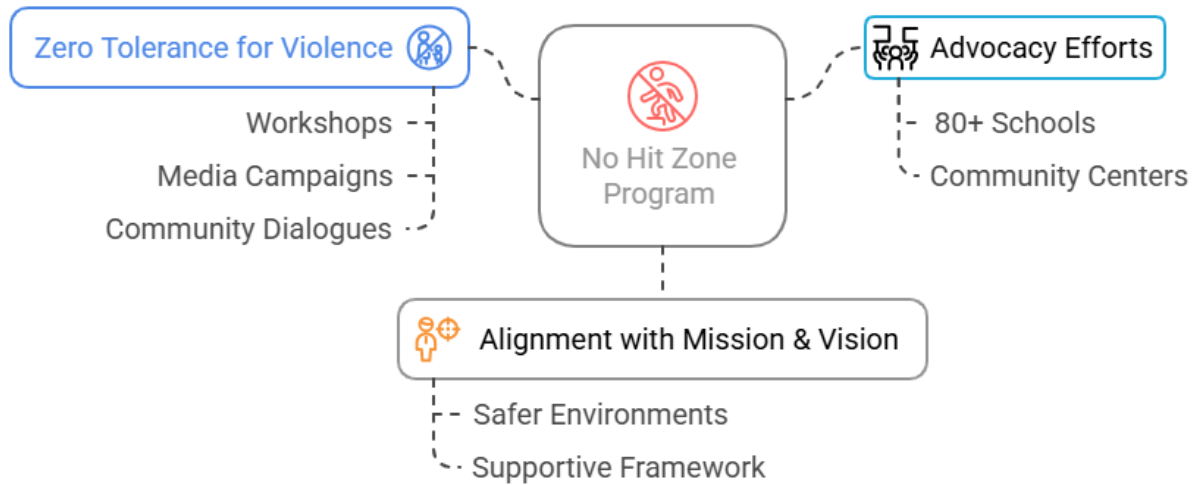 Zero Tolerance for Violence
Workshops
Media Campaigns
Community Dialogues
No Hit Zone
Program
Advocacy Efforts
80+ Schools
Community Centers
Alignment with Mission & Vision
Safer Environments
Supportive Framework